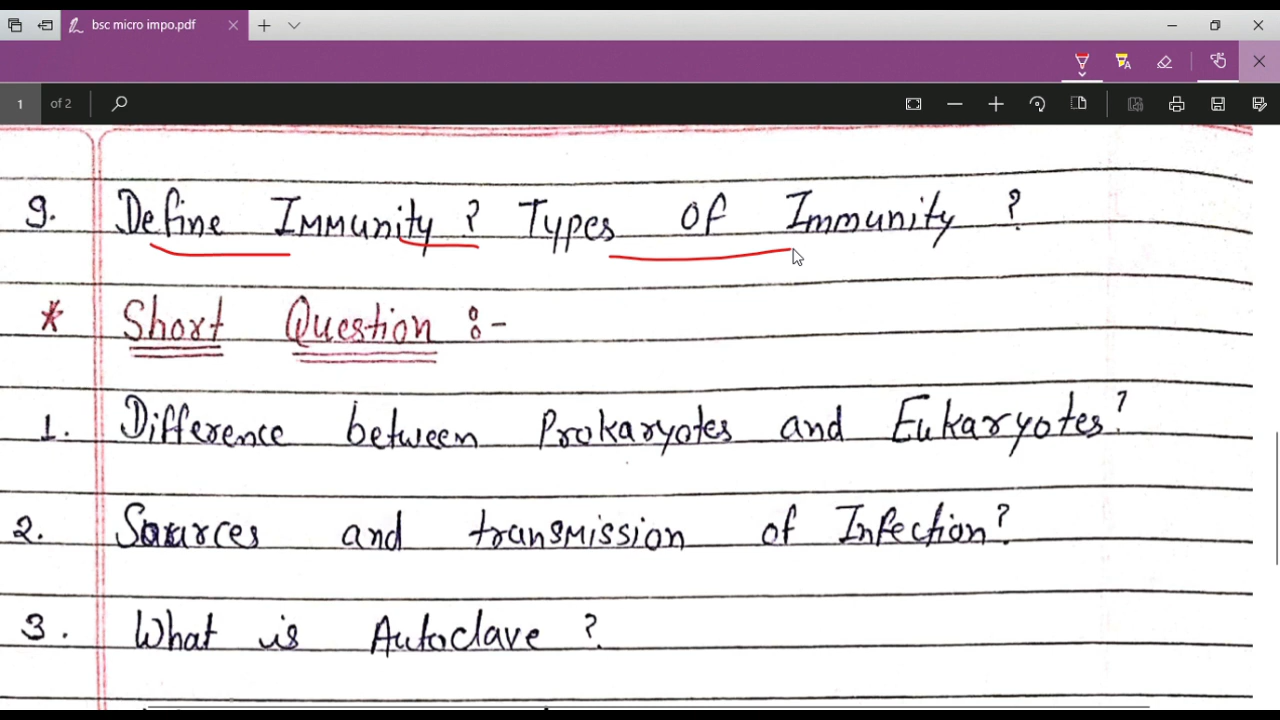 bsc micro impo.pdf
1 of 2
9. Define Immunity ? Types of Immunity ?
* Short Question :-
1. Difference between Prokaryotes and Eukaryotes?
2. Sources and transmission of Infection?
3. What is Autoclave ?